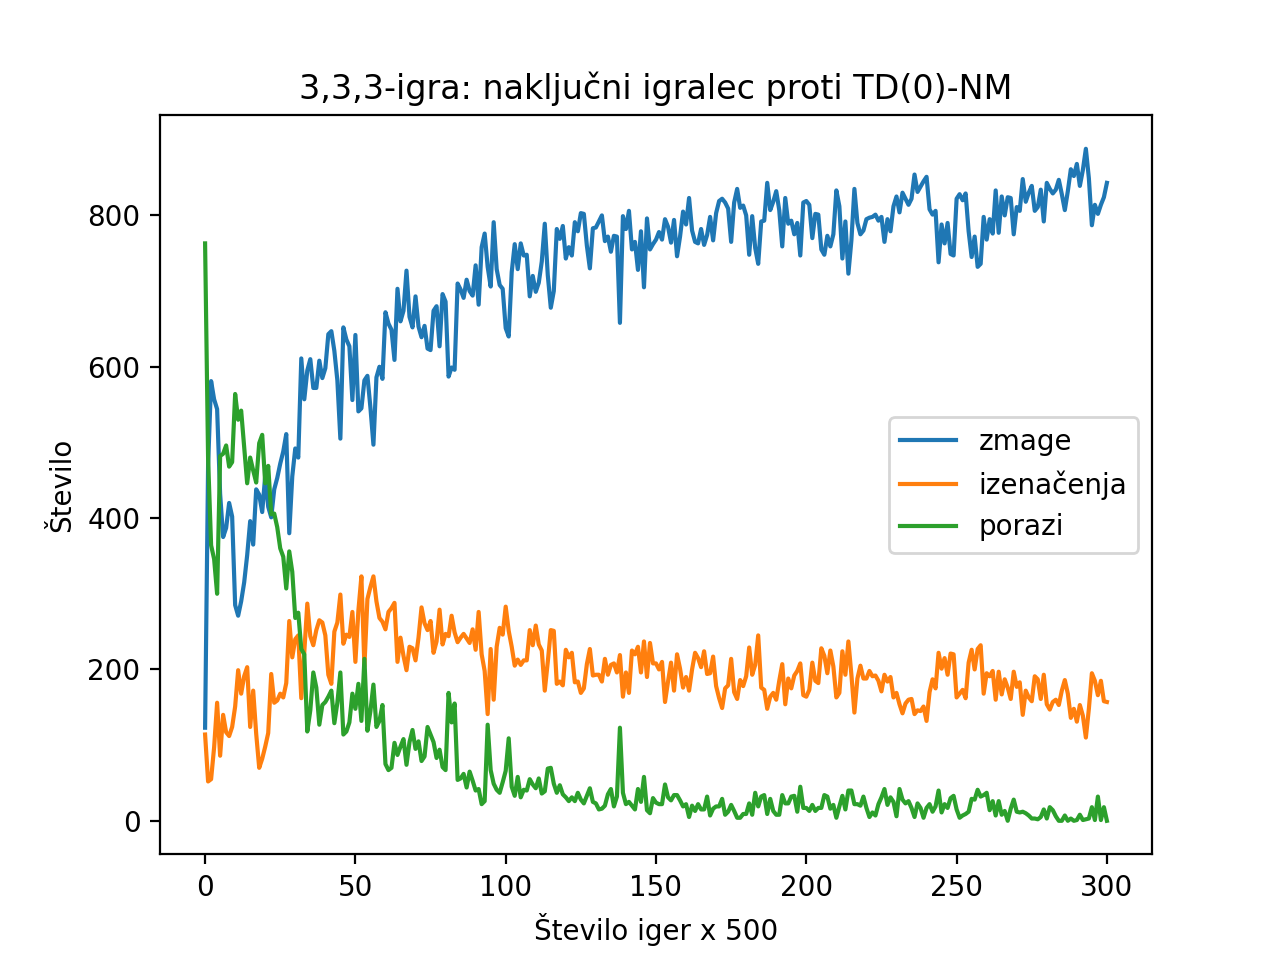 3,3,3-igra: naključni igralec proti TD(0)-NM
Število
800
600
400
200
0
zmage
izenačenja
porazi
0 50 100 150 200 250 300
Število iger x 500